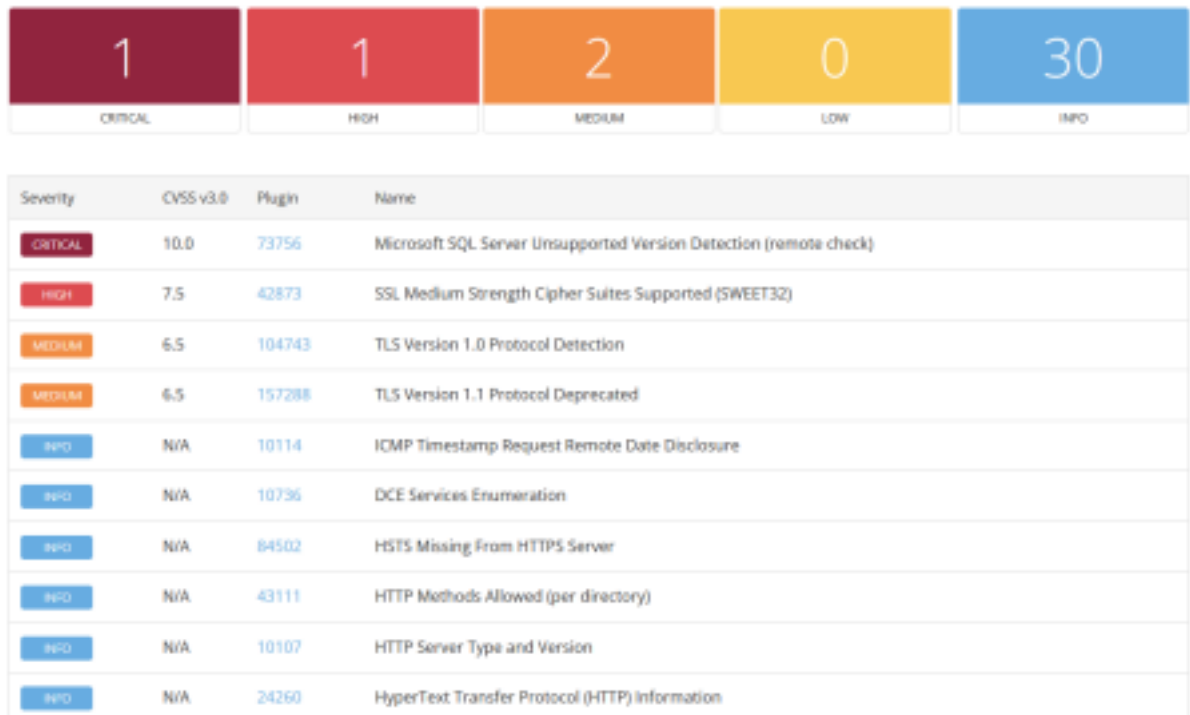 1 1 2 0 30
CRITICAL HIGH MEDIUM LOW INFO
Severity CVSS v3.0 Plugin Name
CRITICAL 10.0 73756 Microsoft SQL Server Unsupported Version Detection (remote check)
HIGH 7.5 42873 SSL Medium Strength Cipher Suites Supported (SWEET32)
MEDIUM 6.5 104743 TLS Version 1.0 Protocol Detection
MEDIUM 6.5 157288 TLS Version 1.1 Protocol Deprecated
INFO N/A 10114 ICMP Timestamp Request Remote Date Disclosure
INFO N/A 10736 DCE Services Enumeration
INFO N/A 84502 HSTS Missing From HTTPS Server
INFO N/A 43111 HTTP Methods Allowed (per directory)
INFO N/A 10107 HTTP Server Type and Version
INFO N/A 24260 HyperText Transfer Protocol (HTTP) Information